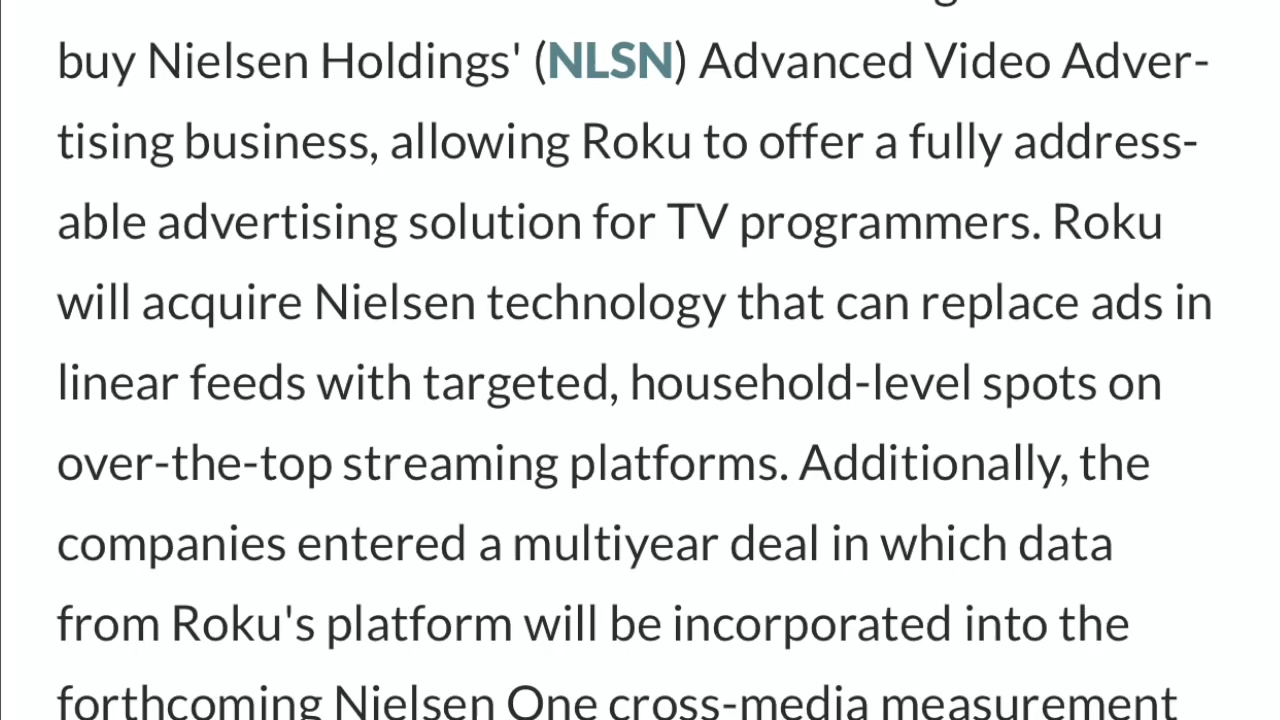 buy Nielsen Holdings' (NLSN) Advanced Video Adver-
tising business, allowing Roku to offer a fully address-
able advertising solution for TV programmers. Roku
will acquire Nielsen technology that can replace ads in
linear feeds with targeted, household-level spots on
over-the-top streaming platforms. Additionally, the
companies entered a multiyear deal in which data
from Roku's platform will be incorporated into the
forthcoming Nielsen One cross-media measurement